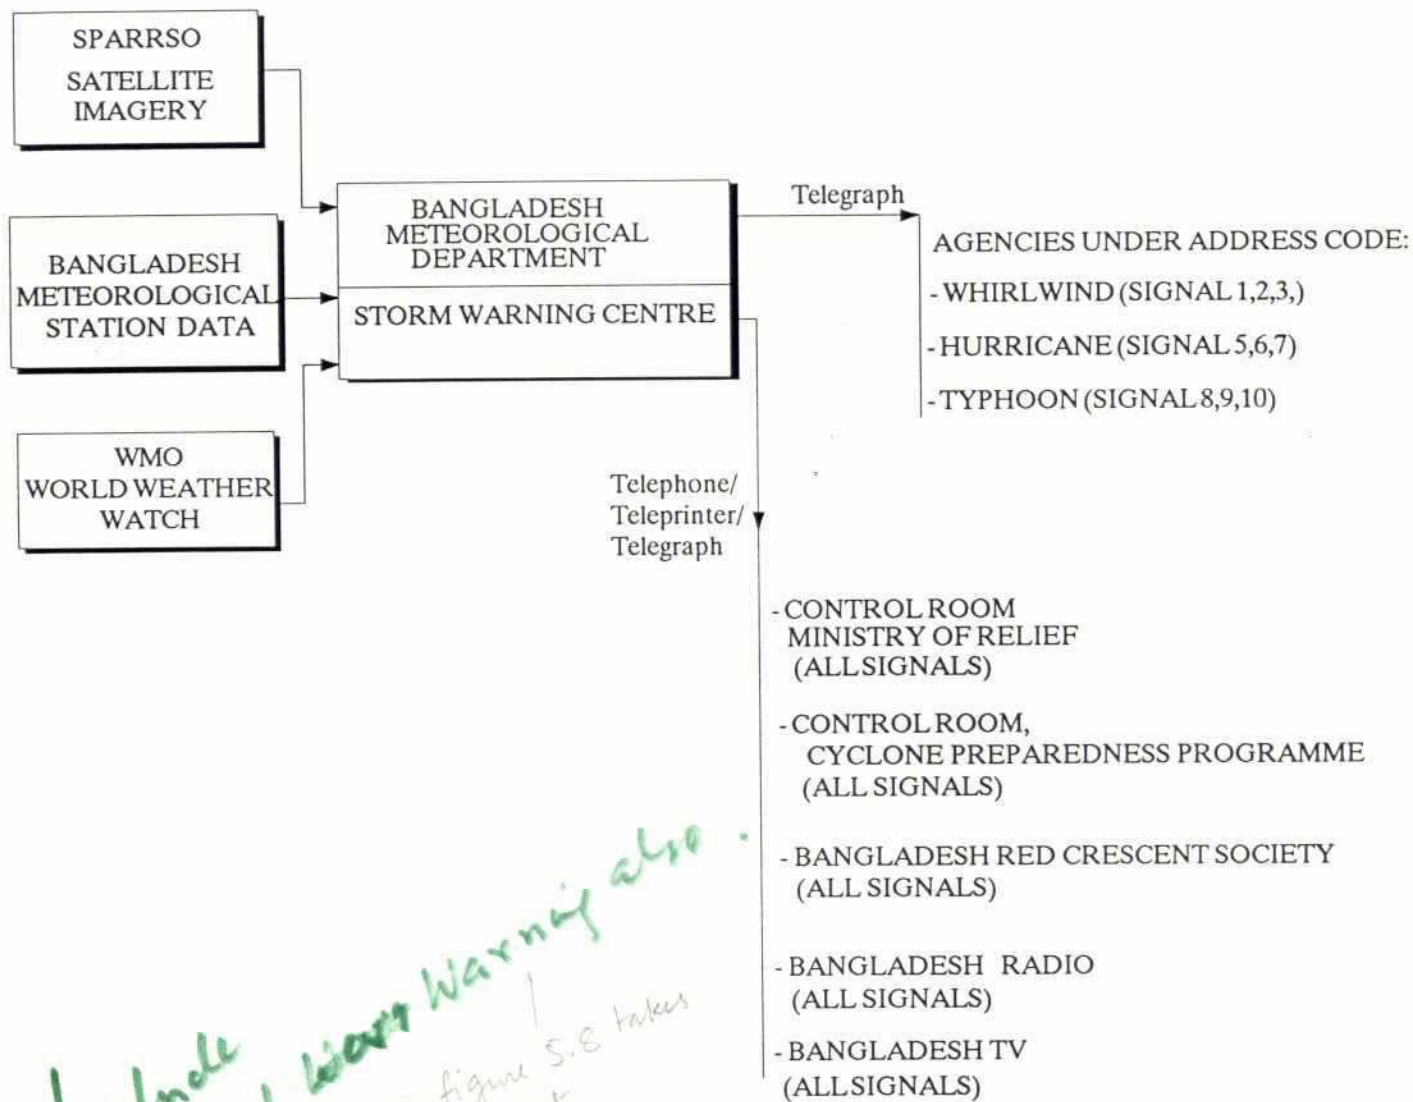 SPARRSO
SATELLITE
IMAGERY
BANGLADESH
METEOROLOGICAL
STATION DATA
WMO
WORLD WEATHER
WATCH
BANGLADESH
METEOROLOGICAL
DEPARTMENT
STORM WARNING CENTRE
Telegraph
AGENCIES UNDER ADDRESS CODE:
- WHIRLWIND (SIGNAL 1,2,3,)
- HURRICANE (SIGNAL 5,6,7)
- TYPHOON (SIGNAL 8,9,10)
Telephone/
Teleprinter/
Telegraph
- CONTROL ROOM
MINISTRY OF RELIEF
(ALL SIGNALS)
- CONTROL ROOM,
CYCLONE PREPAREDNESS PROGRAMME
(ALL SIGNALS)
- BANGLADESH RED CRESCENT SOCIETY
(ALL SIGNALS)
- BANGLADESH RADIO
(ALL SIGNALS)
- BANGLADESH TV
(ALL SIGNALS)
Warning also.
figure 5.8 takes